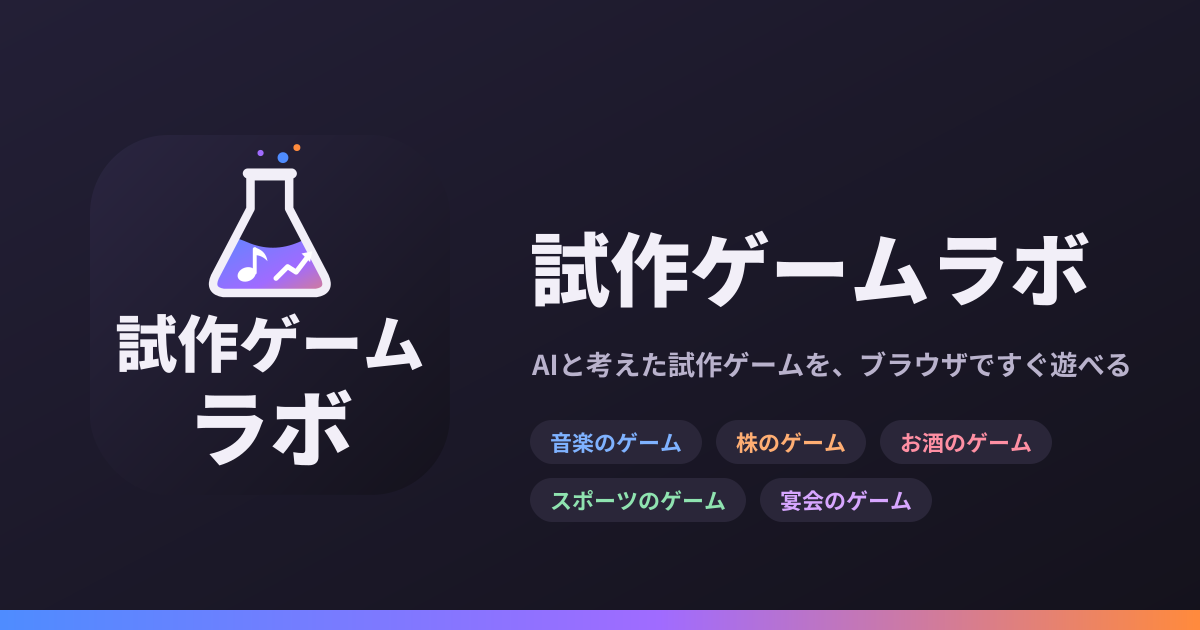 試作ゲーム
ラボ
試作ゲームラボ
AIと考えた試作ゲームを、ブラウザですぐ遊べる
音楽のゲーム
株のゲーム
お酒のゲーム
スポーツのゲーム
宴会のゲーム